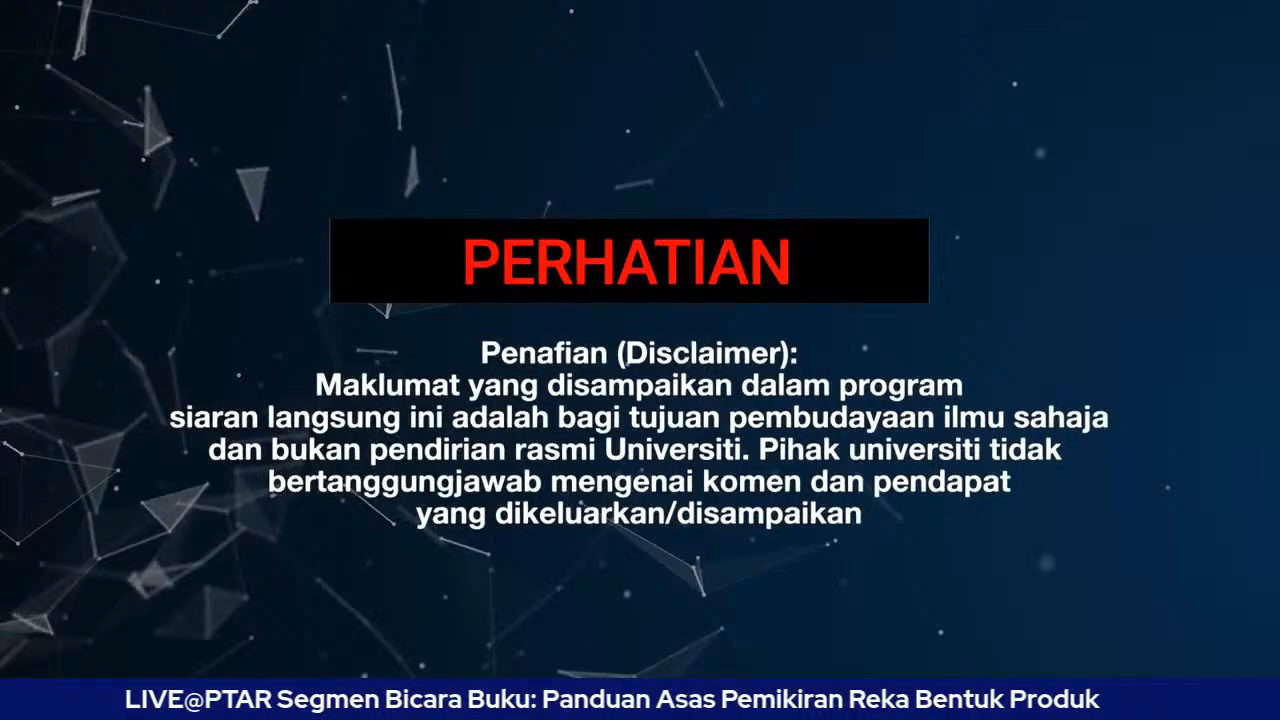 PERHATIAN
Penafian (Disclaimer):
Maklumat yang disampaikan dalam program
siaran langsung ini adalah bagi tujuan pembudayaan ilmu sahaja
dan bukan pendirian rasmi Universiti. Pihak universiti tidak
bertanggungjawab mengenai komen dan pendapat
yang dikeluarkan/disampaikan
LIVE@PTAR Segmen Bicara Buku: Panduan Asas Pemikiran Reka Bentuk Produk